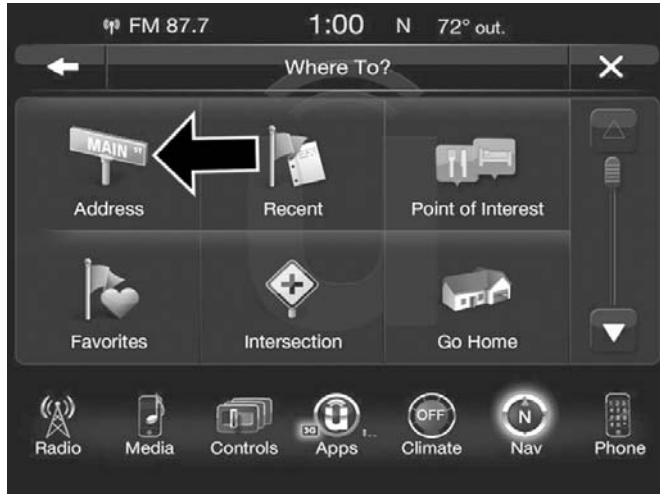 FM 87.7 1:00 N 72° out.
Where To?
MAIN ST
Address Recent Point of Interest
Favorites Intersection Go Home
OFF N
3G
Radio Media Controls Apps Climate Nav Phone